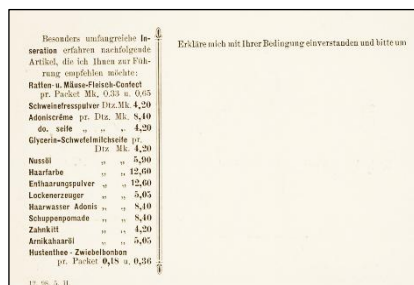 Besonders umfangreiche In-
seration erfahren nachfolgende
Artikel, die ich Ihnen zur Füh-
rung empfehlen möchte:
Ratten- u. Mäuse-Fleisch-Confect
pr. Packet Mk. 0,33 u. 0,65
Schweinefresspulver Dtz. Mk. 4,20
Adoniscrême pr. Dtz. Mk. 8,40
do. seife „ „ „ 4,20
Glycerin-Schwefelmilchseife pr.
Dtz Mk. 4,20
Nussöl „ „ 5,90
Haarfarbe „ „ 12,60
Enthaarungspulver „ „ 12,60
Lockenerzeuger „ „ 5,05
Haarwasser Adonis „ „ 8,40
Schuppenpomade „ „ 8,40
Zahnkitt „ „ 4,20
Arnikahaaröl „ „ 5,05
Hustenthee - Zwiebelbonbon
pr. Packet 0,18 u. 0,36
Erkläre mich mit Ihrer Bedingung einverstanden und bitte um